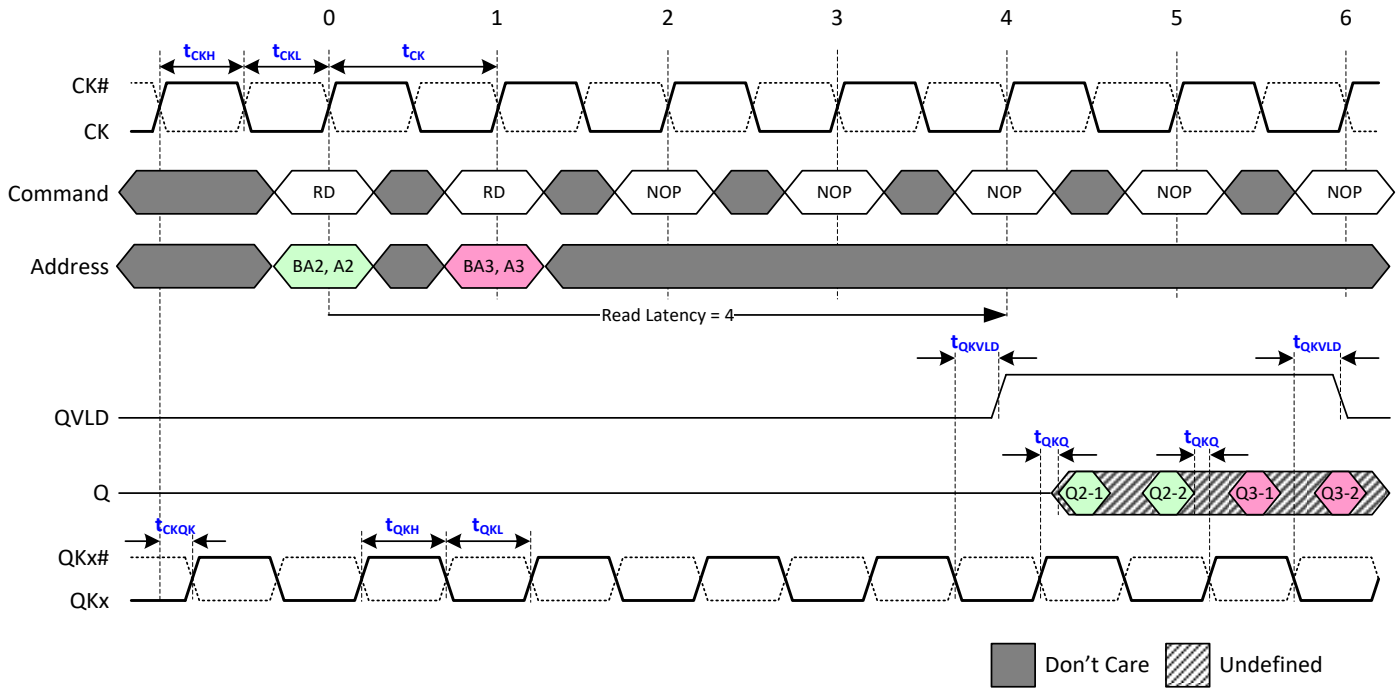 0 1 2 3 4 5 6
tCKH tCKL tCK
CK#
CK
Command RD RD NOP NOP NOP NOP NOP
Address BA2, A2 BA3, A3
Read Latency = 4
tQKVLD tQKVLD
QVLD
tQKQ tQKQ
Q Q2-1 Q2-2 Q3-1 Q3-2
tCKQK tQKH tQKL
QKx#
QKx
Don't Care Undefined